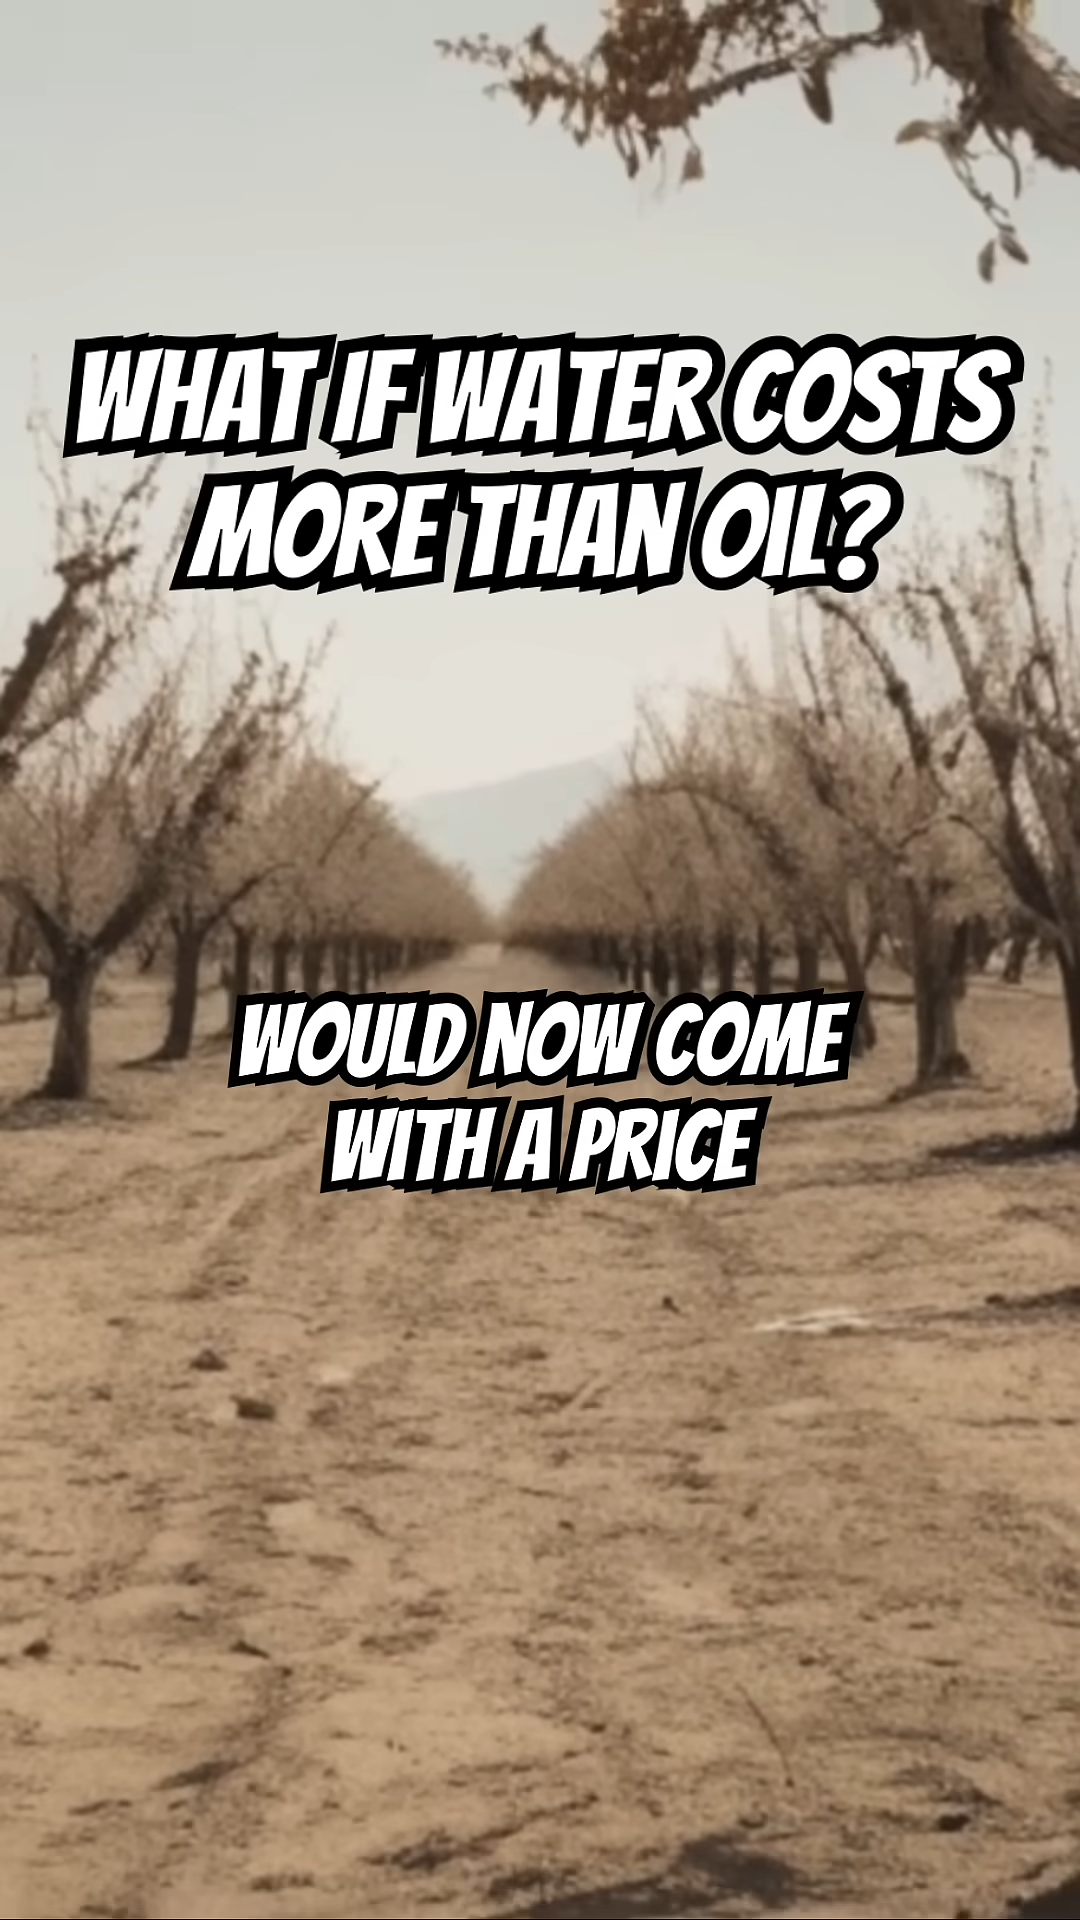 WHAT IF WATER COSTS
MORE THAN OIL?
WOULD NOW COME
WITH A PRICE